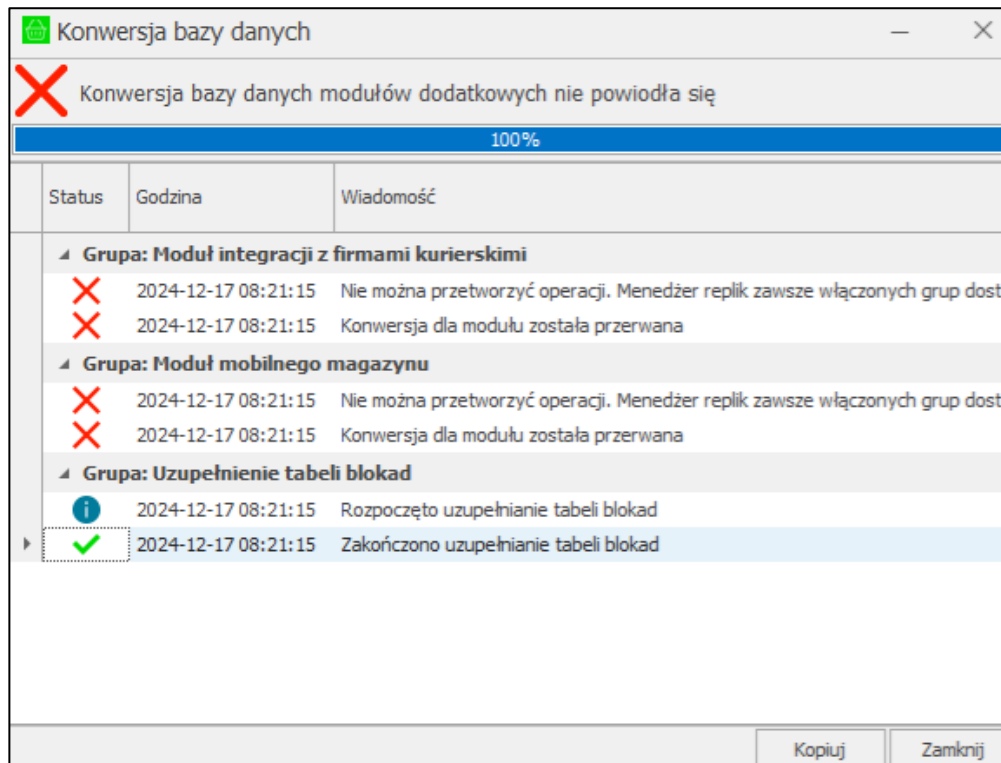 Konwersja bazy danych
Konwersja bazy danych modułów dodatkowych nie powiodła się
100%
Status Godzina Wiadomość
Grupa: Moduł integracji z firmami kurierskimi
2024-12-17 08:21:15 Nie można przetworzyć operacji. Menedżer replik zawsze włączonych grup dost
2024-12-17 08:21:15 Konwersja dla modułu została przerwana
Grupa: Moduł mobilnego magazynu
2024-12-17 08:21:15 Nie można przetworzyć operacji. Menedżer replik zawsze włączonych grup dost
2024-12-17 08:21:15 Konwersja dla modułu została przerwana
Grupa: Uzupełnienie tabeli blokad
2024-12-17 08:21:15 Rozpoczęto uzupełnianie tabeli blokad
2024-12-17 08:21:15 Zakończono uzupełnianie tabeli blokad
Kopiuj Zamknij